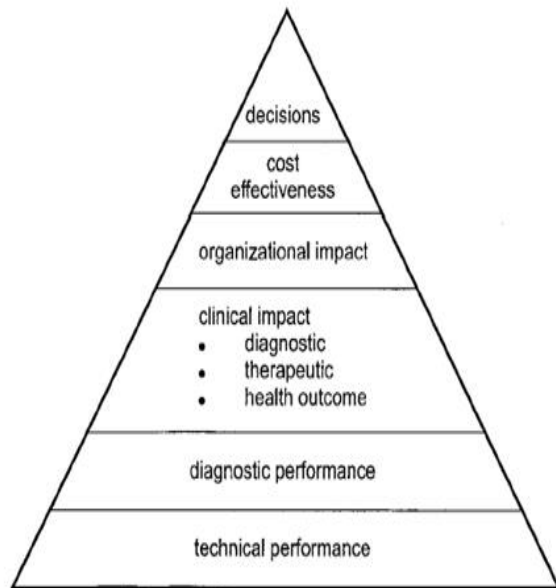 decisions
cost
effectiveness
organizational impact
clinical impact
• diagnostic
• therapeutic
• health outcome
diagnostic performance
technical performance